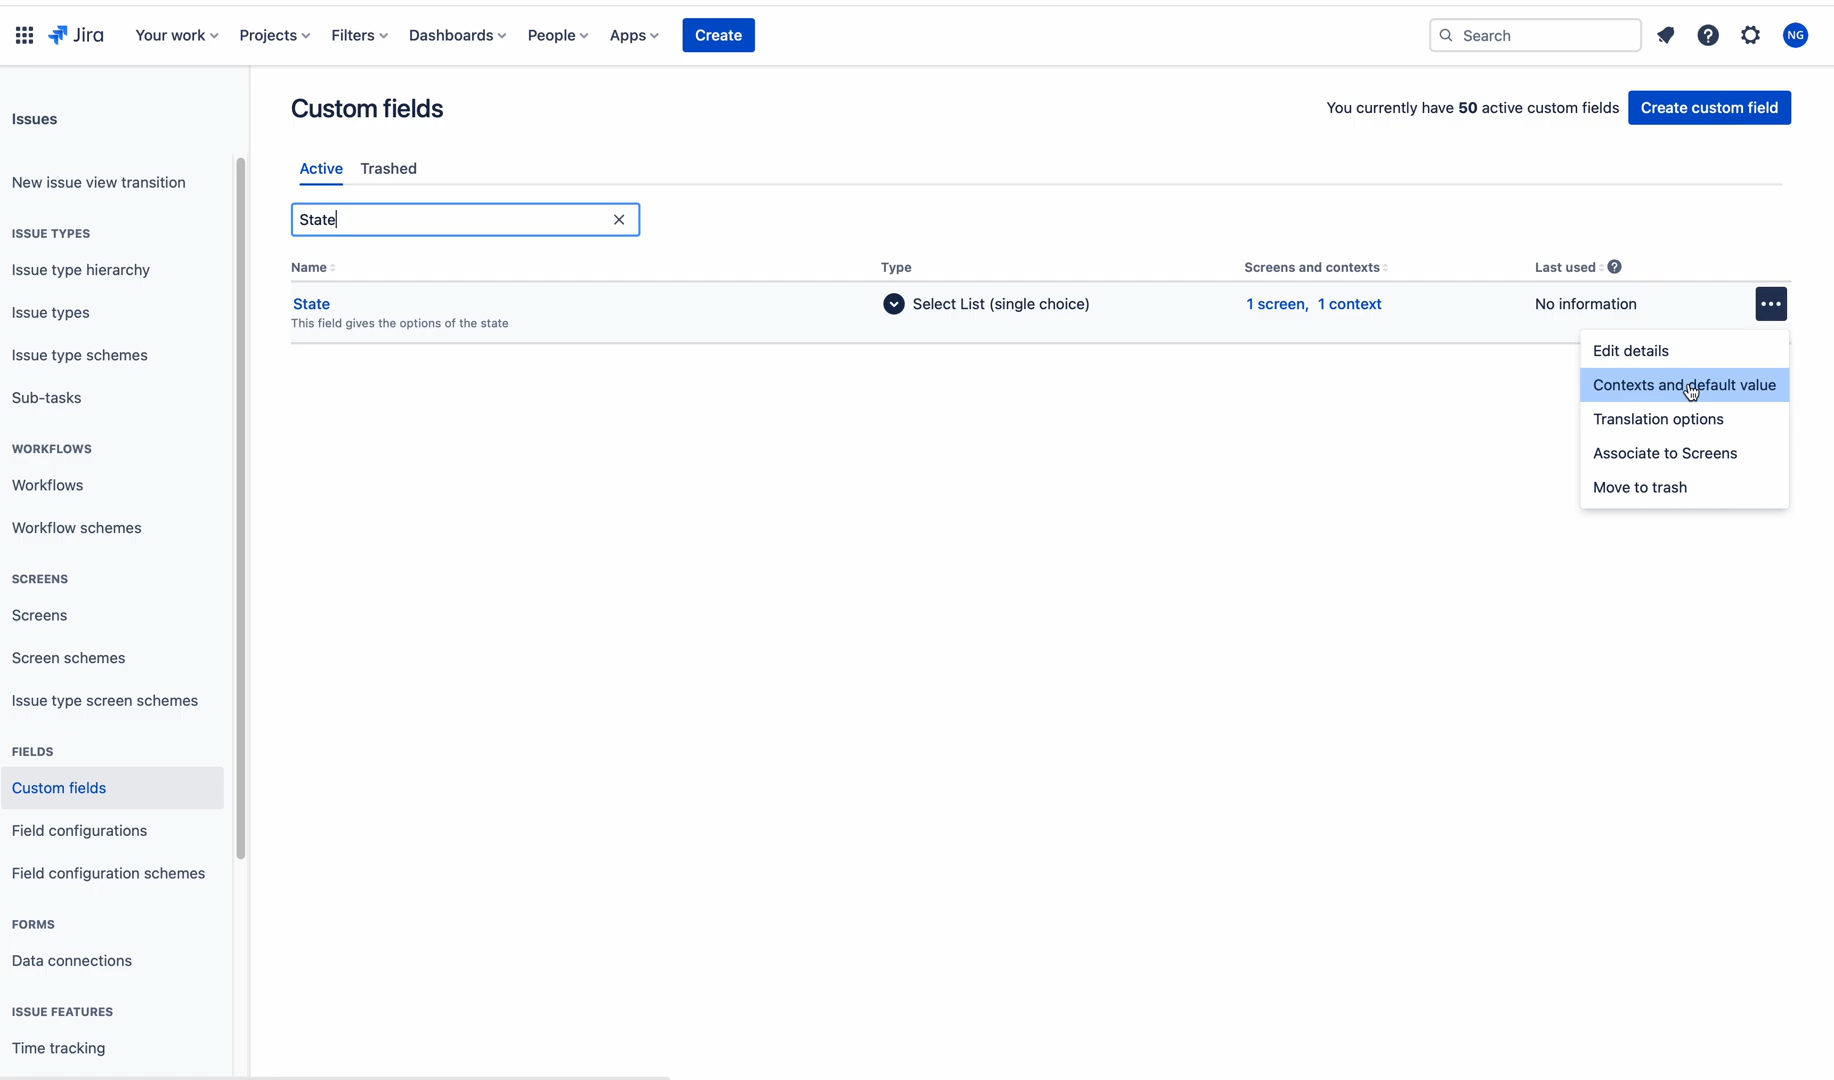 Jira Your work Projects Filters Dashboards People Apps Create Search NG
Issues
New issue view transition
ISSUE TYPES
Issue type hierarchy
Issue types
Issue type schemes
Sub-tasks
WORKFLOWS
Workflows
Workflow schemes
SCREENS
Screens
Screen schemes
Issue type screen schemes
FIELDS
Custom fields
Field configurations
Field configuration schemes
FORMS
Data connections
ISSUE FEATURES
Time tracking
Custom fields
You currently have 50 active custom fields Create custom field
Active Trashed
State
Name Type Screens and contexts Last used
State Select List (single choice) 1 screen, 1 context No information
This field gives the options of the state
Edit details
Contexts and default value
Translation options
Associate to Screens
Move to trash